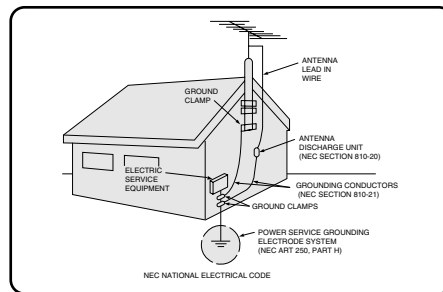 ANTENNA
LEAD IN
WIRE
GROUND
CLAMP
ANTENNA
DISCHARGE UNIT
(NEC SECTION 810-20)
ELECTRIC
SERVICE
EQUIPMENT
GROUNDING CONDUCTORS
(NEC SECTION 810-21)
GROUND CLAMPS
POWER SERVICE GROUNDING
ELECTRODE SYSTEM
(NEC ART 250, PART H)
NEC NATIONAL ELECTRICAL CODE